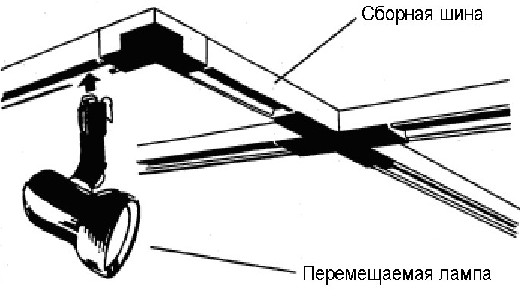 Сборная шина
Перемещаемая лампа